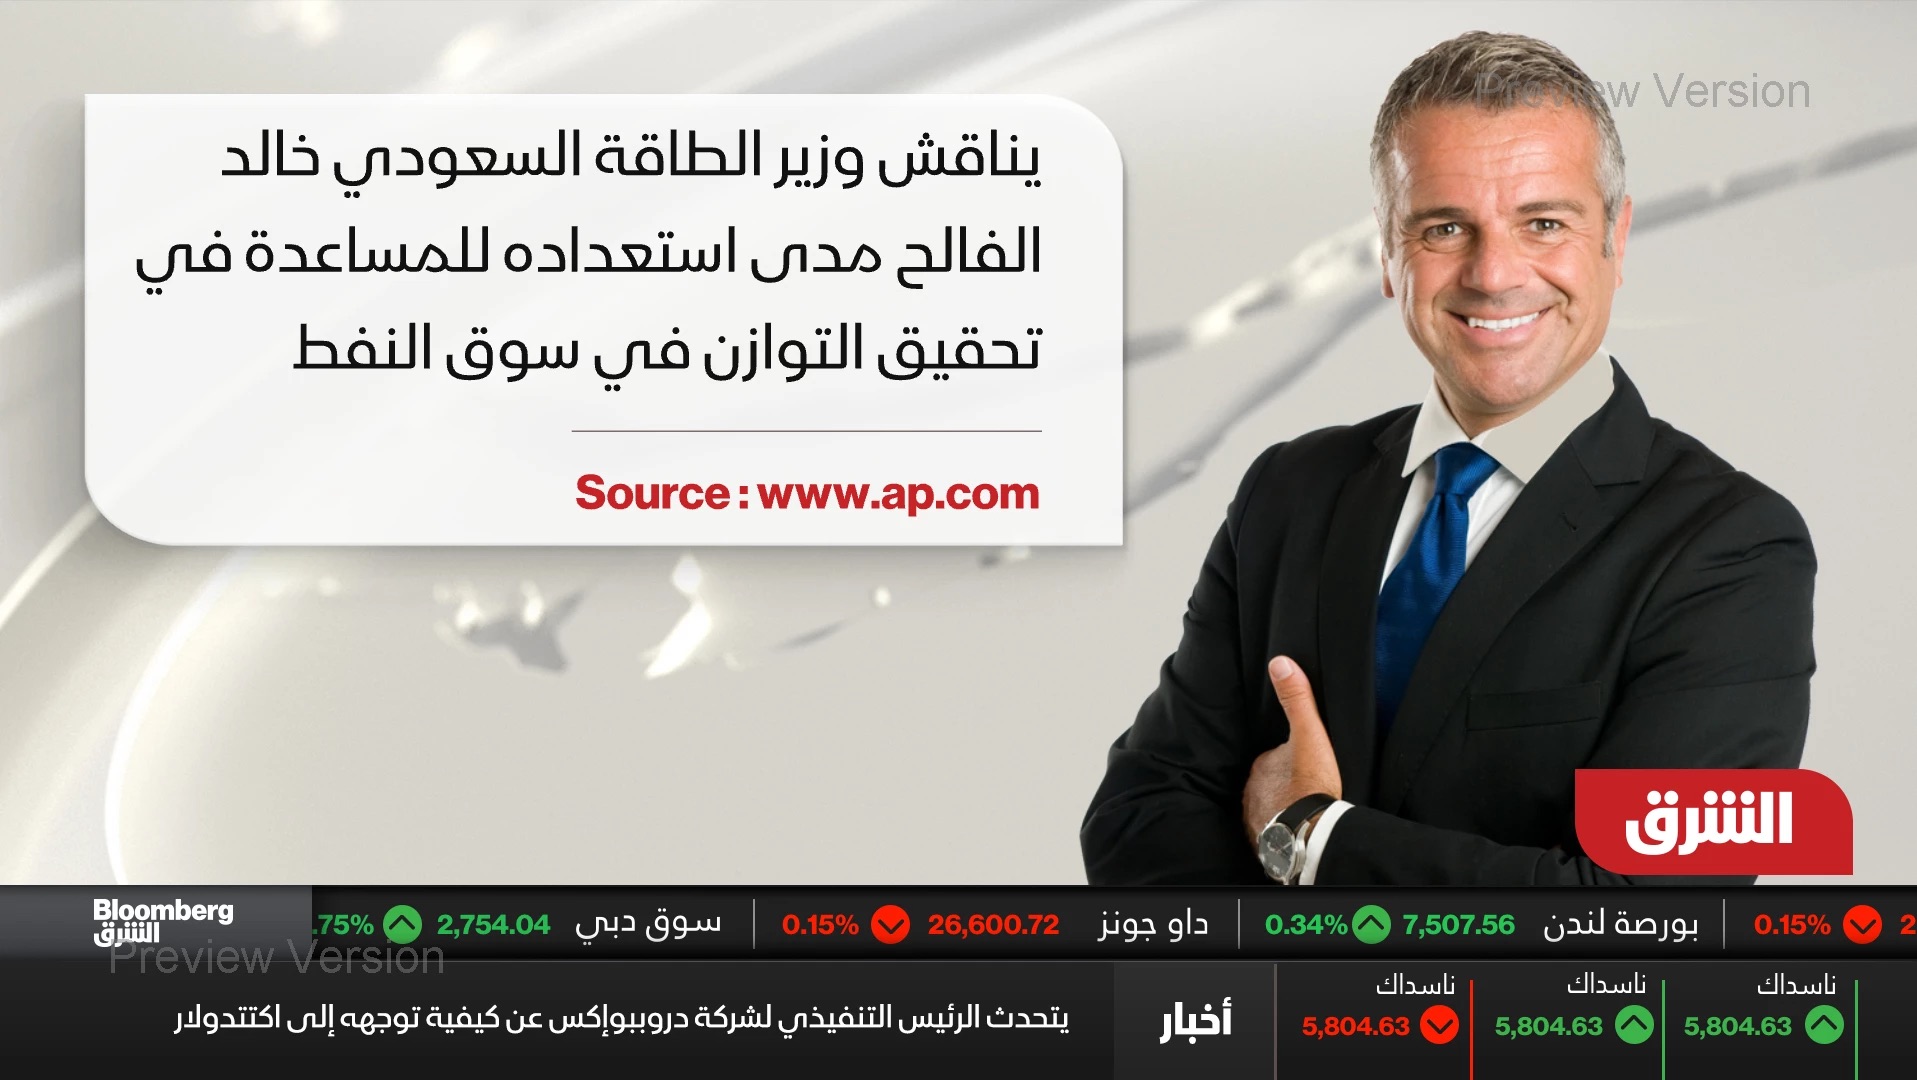 Preview Version
يناقش وزير الطاقة السعودي خالد
الفالح مدى استعداده للمساعدة في
تحقيق التوازن في سوق النفط
Source : www.ap.com
الشرق
Bloomberg
الشرق
0.15% 2
بورصة لندن 7,507.56 0.34%
داو جونز 26,600.72 0.15%
سوق دبي 2,754.04 .75%
Preview Version
ناسداك ناسداك ناسداك
5,804.63 5,804.63 5,804.63
أخبار
يتحدث الرئيس التنفيذي لشركة دروببوإكس عن كيفية توجهه إلى اكتتدولار